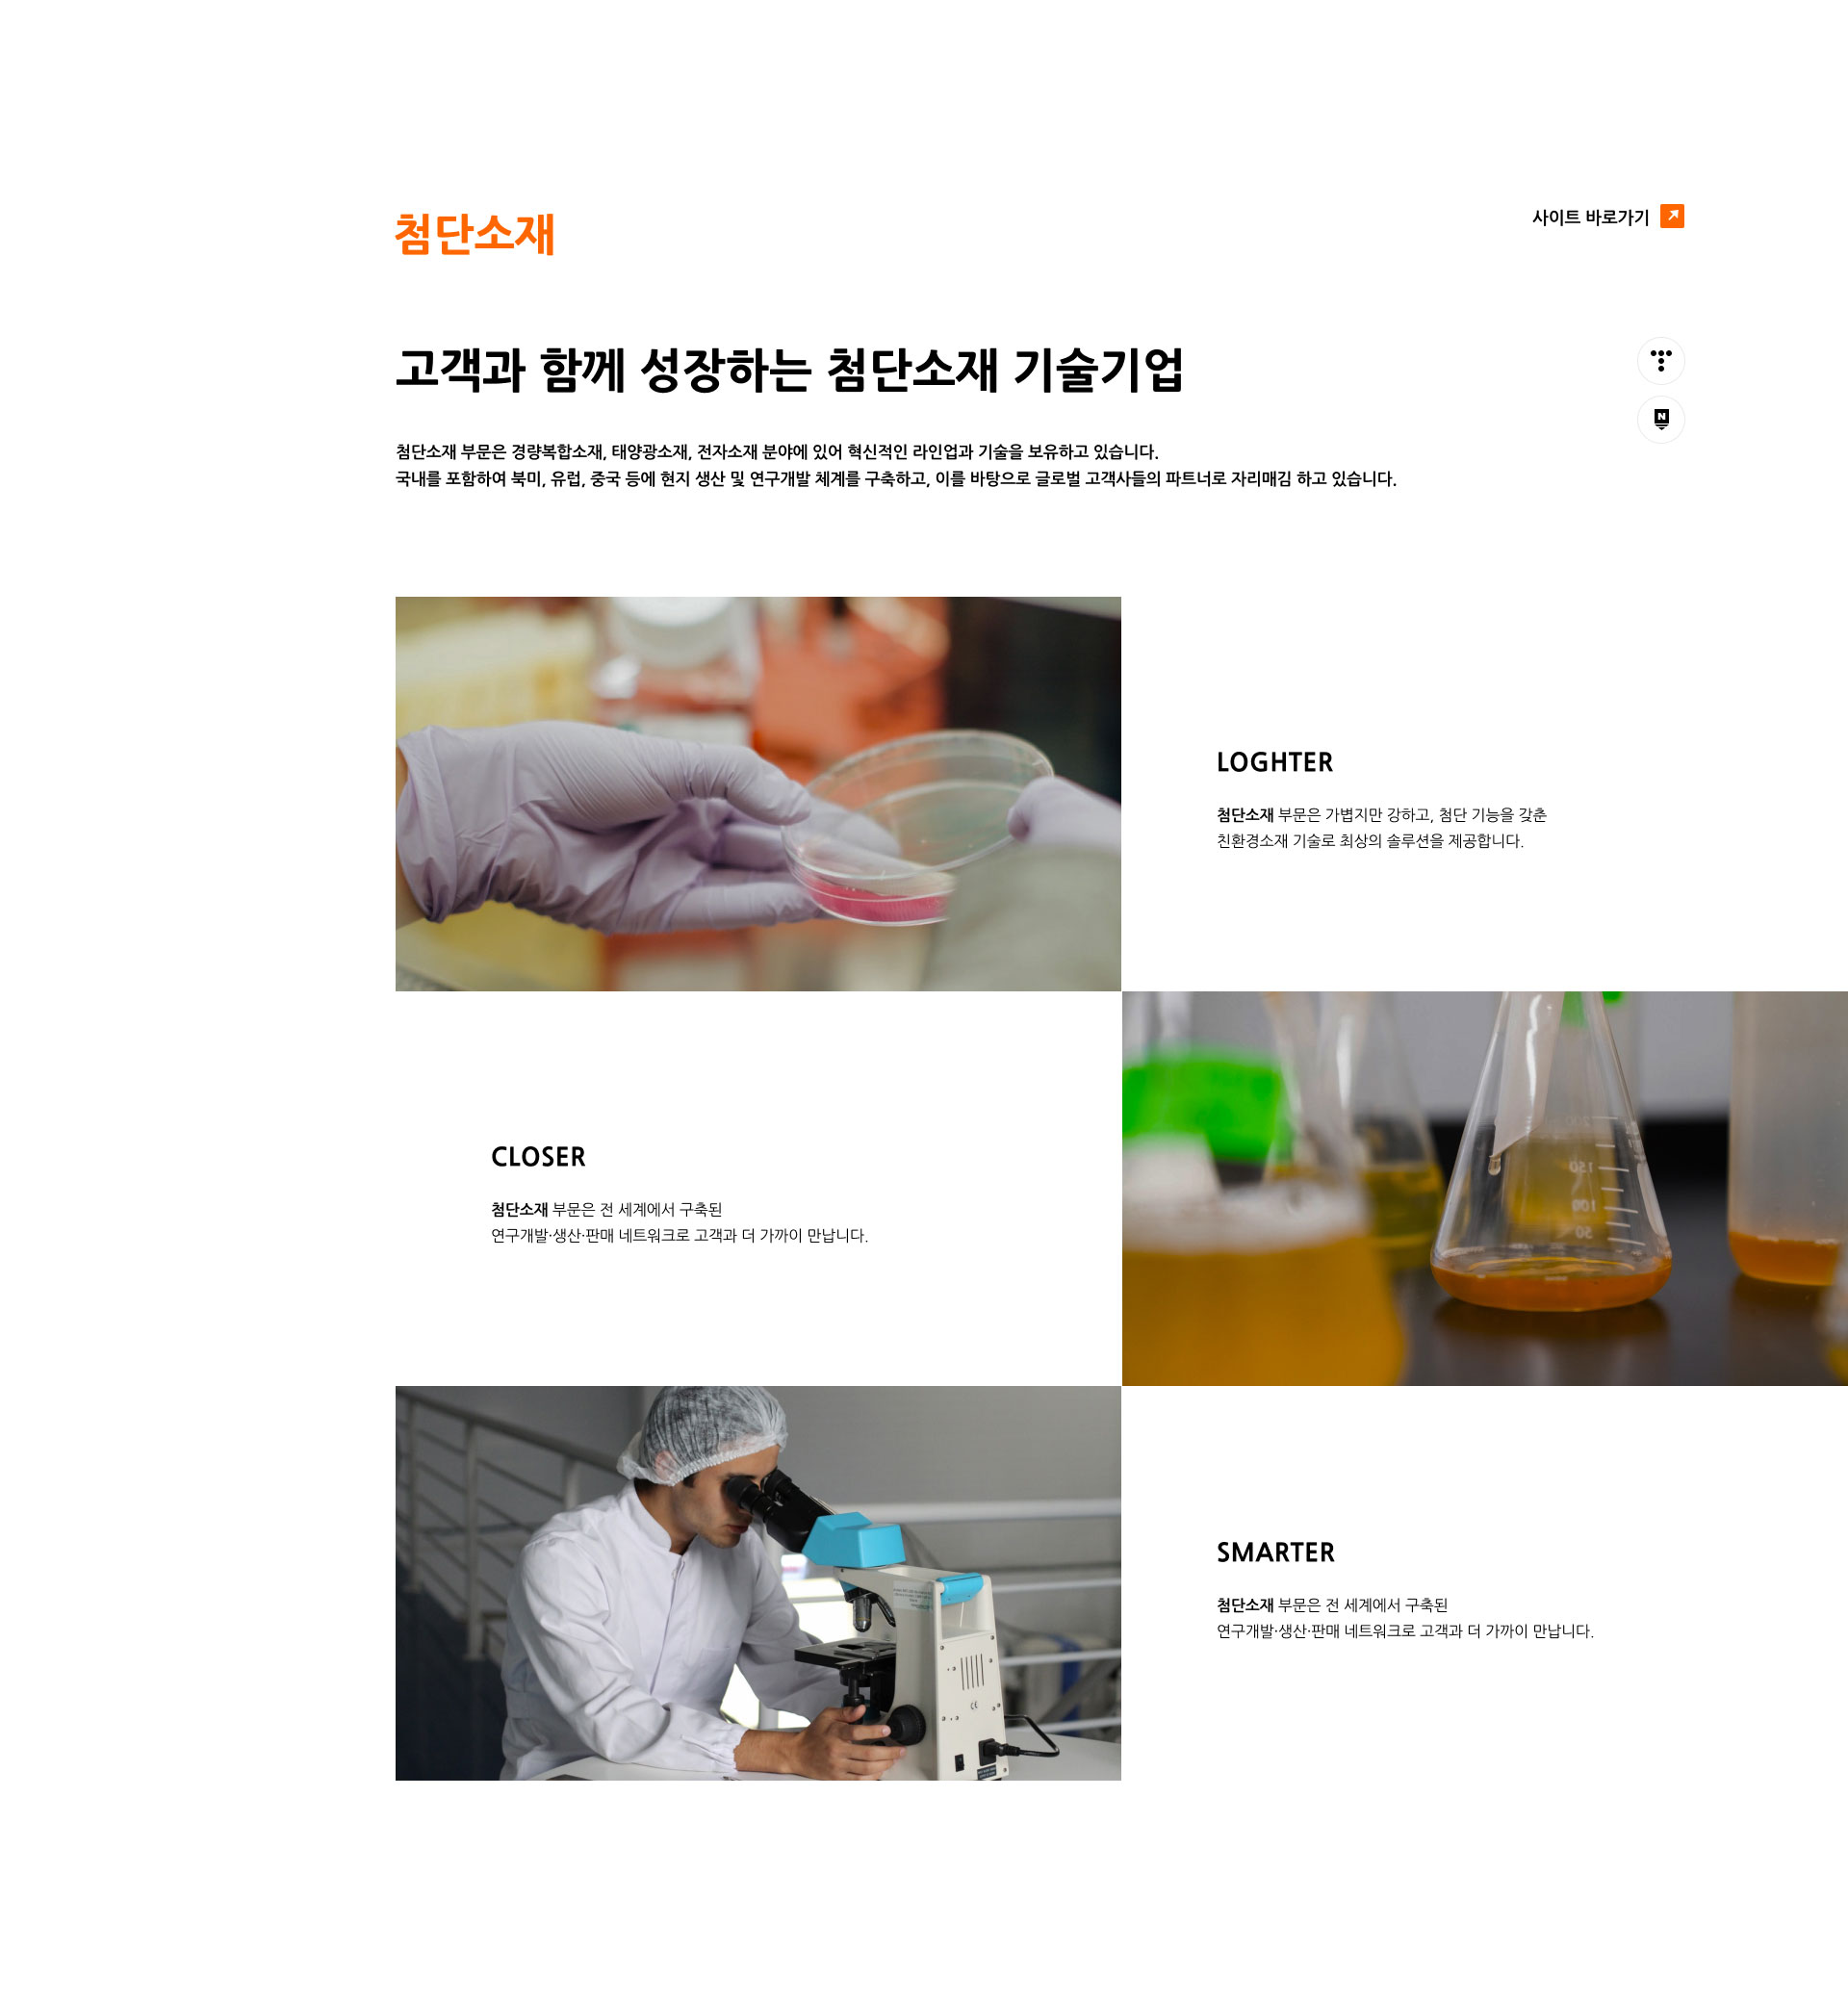 첨단소재
사이트 바로가기
고객과 함께 성장하는 첨단소재 기술기업
N
첨단소재 부문은 경량복합소재, 태양광소재, 전자소재 분야에 있어 혁신적인 라인업과 기술을 보유하고 있습니다.
국내를 포함하여 북미, 유럽, 중국 등에 현지 생산 및 연구개발 체계를 구축하고, 이를 바탕으로 글로벌 고객사들의 파트너로 자리매김 하고 있습니다.
LOGHTER
첨단소재 부문은 가볍지만 강하고, 첨단 기능을 갖춘
친환경소재 기술로 최상의 솔루션을 제공합니다.
150
100
50
CLOSER
첨단소재 부문은 전 세계에서 구축된
연구개발·생산·판매 네트워크로 고객과 더 가까이 만납니다.
SMARTER
첨단소재 부문은 전 세계에서 구축된
연구개발·생산·판매 네트워크로 고객과 더 가까이 만납니다.
CE